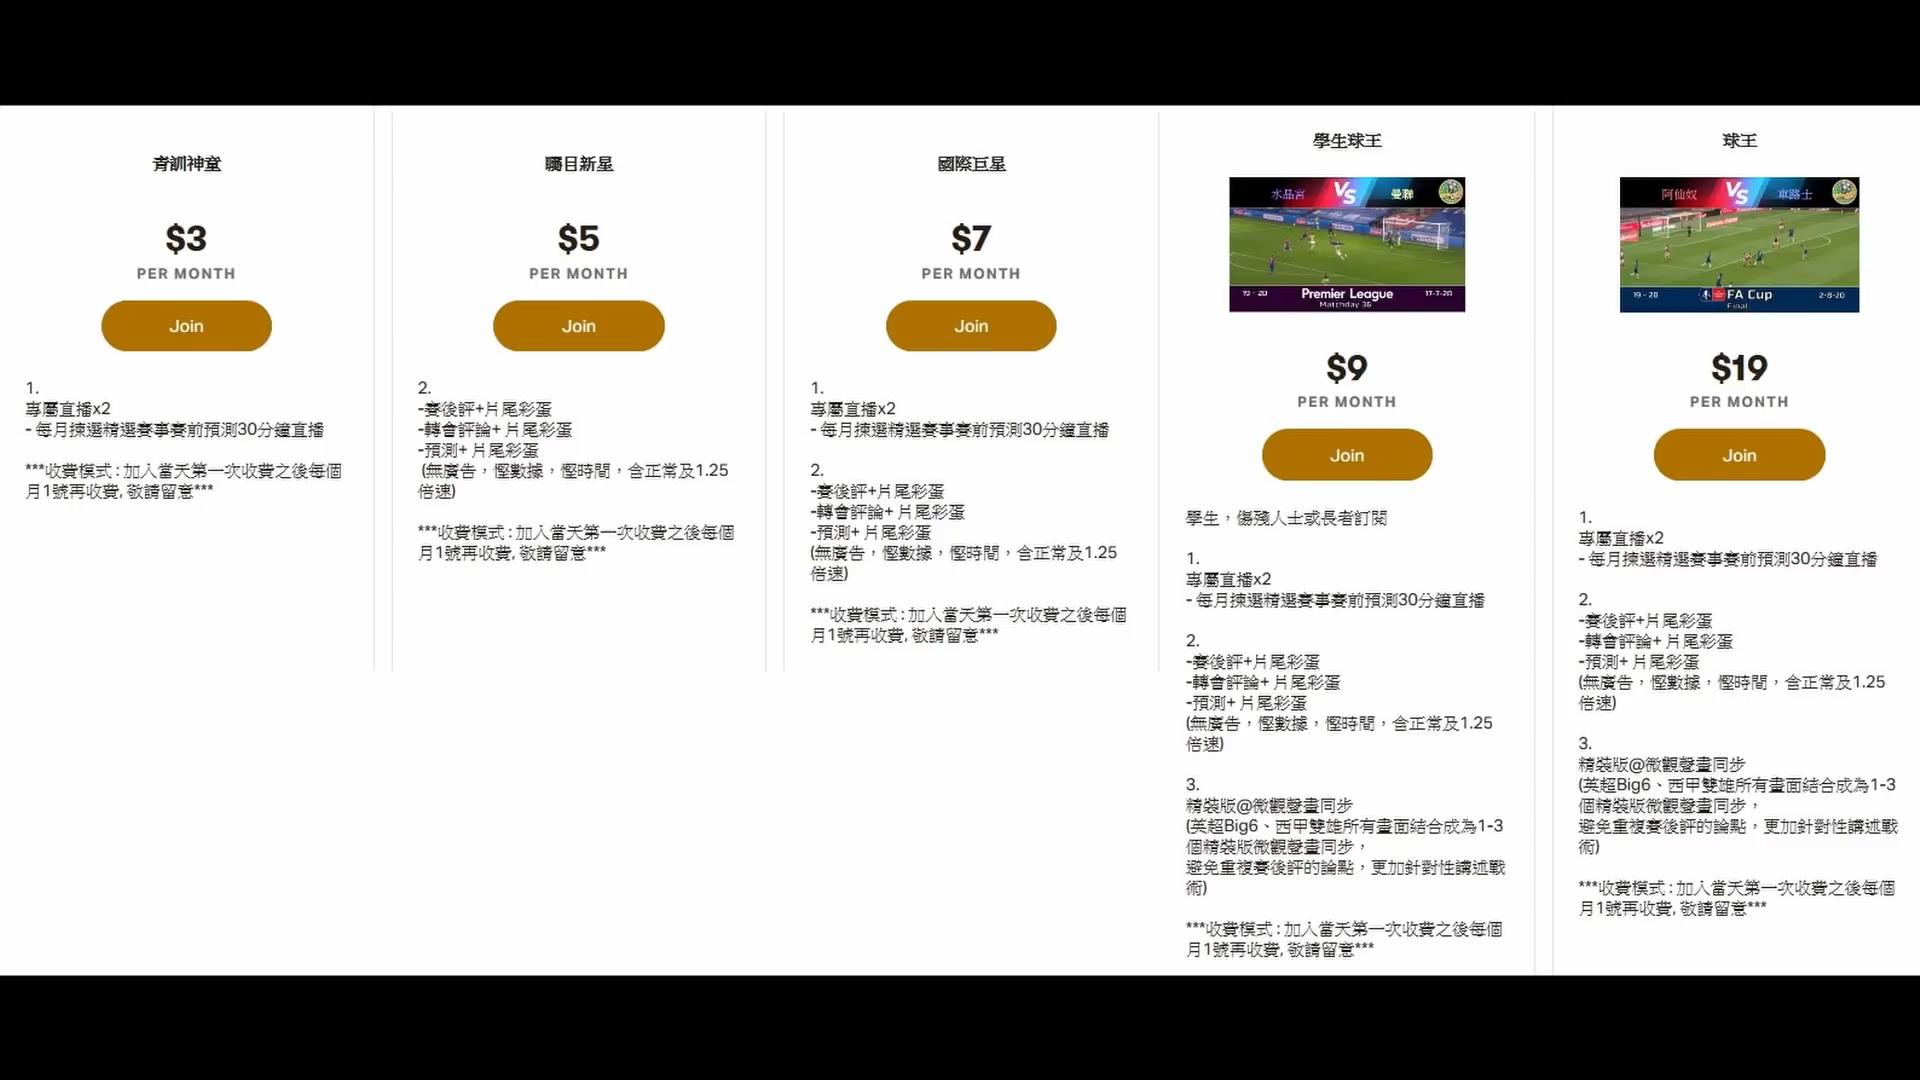 青訓神童
$3
PER MONTH
Join
1.
專屬直播x2
- 每月揀選精選賽事賽前預測30分鐘直播
***收費模式 : 加入當天第一次收費之後每個
月1號再收費, 敬請留意***
矚目新星
$5
PER MONTH
Join
2.
-賽後評+片尾彩蛋
-轉會評論+ 片尾彩蛋
-預測+ 片尾彩蛋
(無廣告，慳數據，慳時間，含正常及1.25
倍速)
***收費模式 : 加入當天第一次收費之後每個
月1號再收費, 敬請留意***
國際巨星
$7
PER MONTH
Join
1.
專屬直播x2
- 每月揀選精選賽事賽前預測30分鐘直播
2.
-賽後評+片尾彩蛋
-轉會評論+ 片尾彩蛋
-預測+ 片尾彩蛋
(無廣告，慳數據，慳時間，含正常及1.25
倍速)
***收費模式 : 加入當天第一次收費之後每個
月1號再收費, 敬請留意***
學生球王
水晶宮 VS 曼聯
19 - 20 Premier League 17-7-20
Matchday 36
$9
PER MONTH
Join
學生，傷殘人士或長者訂閱
1.
專屬直播x2
- 每月揀選精選賽事賽前預測30分鐘直播
2.
-賽後評+片尾彩蛋
-轉會評論+ 片尾彩蛋
-預測+ 片尾彩蛋
(無廣告，慳數據，慳時間，含正常及1.25
倍速)
3.
精裝版@微觀聲畫同步
(英超Big6、西甲雙雄所有畫面結合成為1-3
個精裝版微觀聲畫同步，
避免重複賽後評的論點，更加針對性講述戰
術)
***收費模式 : 加入當天第一次收費之後每個
月1號再收費, 敬請留意***
球王
阿仙奴 VS 車路士
19 - 20 FA Cup 2-8-20
Final
$19
PER MONTH
Join
1.
專屬直播x2
- 每月揀選精選賽事賽前預測30分鐘直播
2.
-賽後評+片尾彩蛋
-轉會評論+ 片尾彩蛋
-預測+ 片尾彩蛋
(無廣告，慳數據，慳時間，含正常及1.25
倍速)
3.
精裝版@微觀聲畫同步
(英超Big6、西甲雙雄所有畫面結合成為1-3
個精裝版微觀聲畫同步，
避免重複賽後評的論點，更加針對性講述戰
術)
***收費模式 : 加入當天第一次收費之後每個
月1號再收費, 敬請留意***